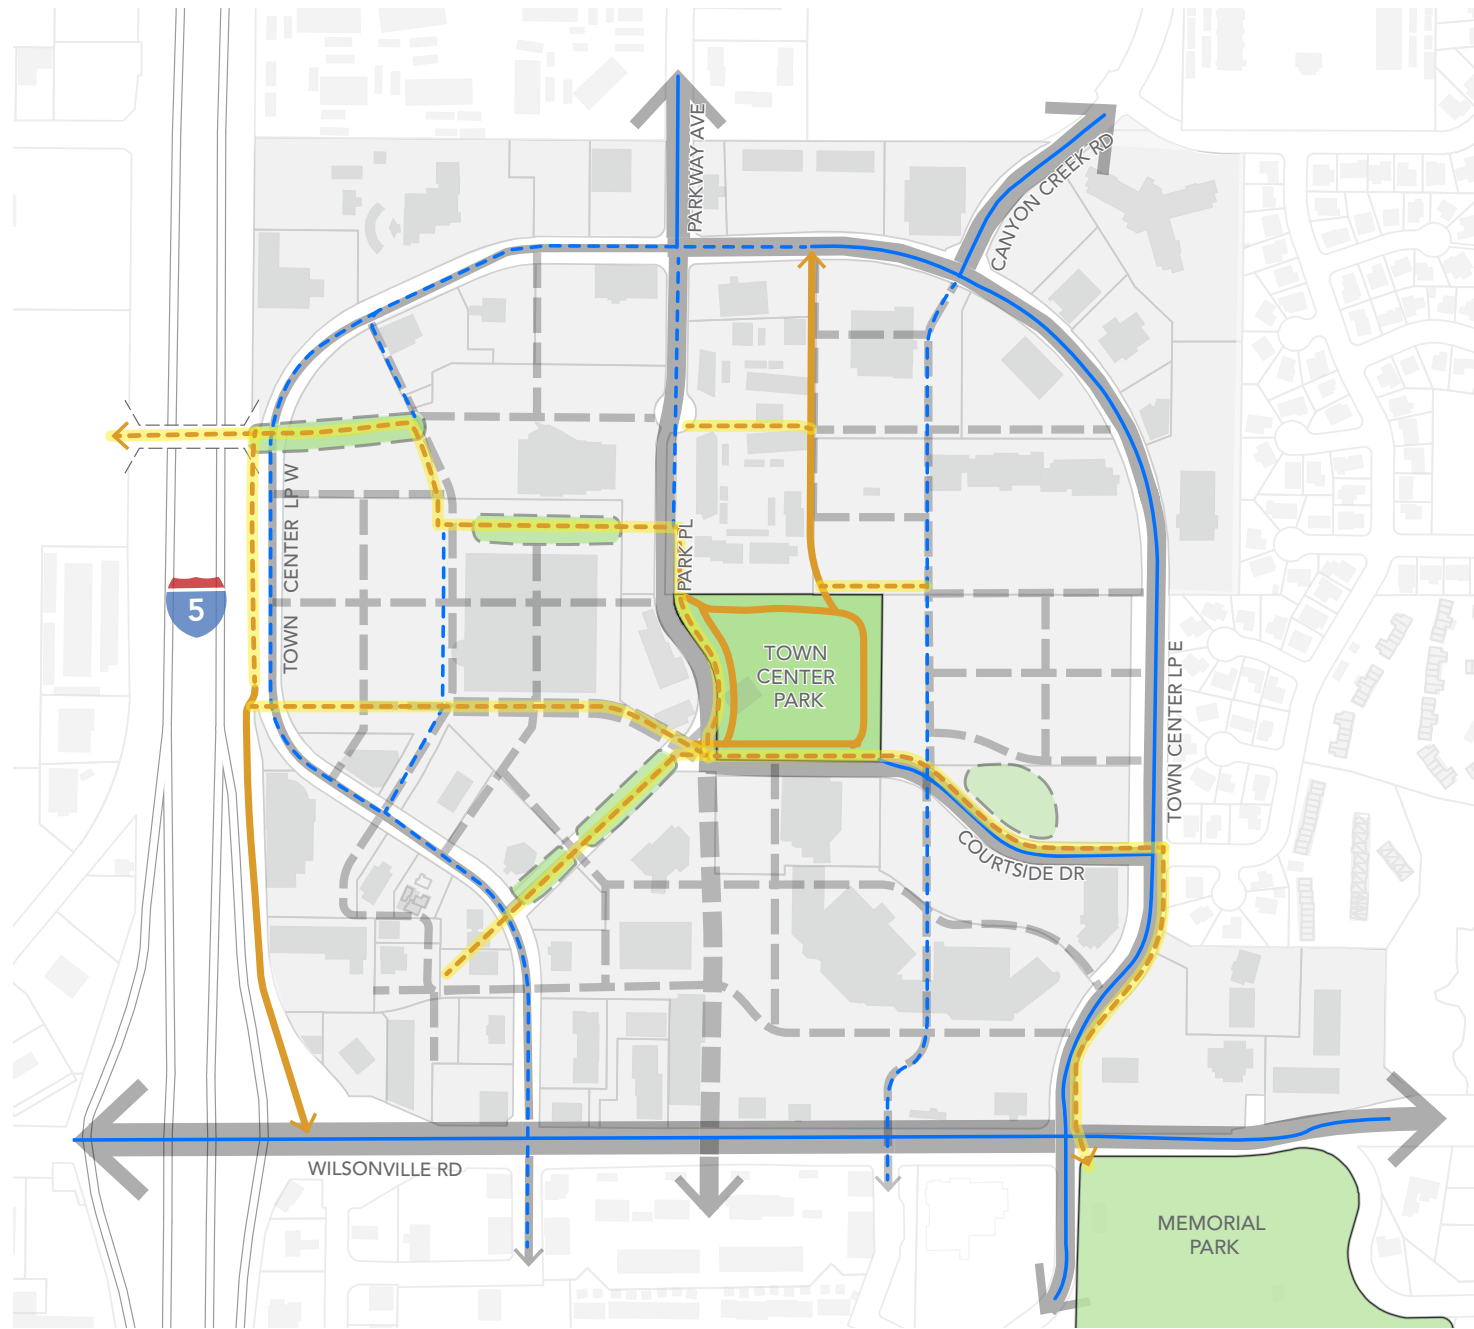 PARKWAY AVE
CANYON CREEK RD
TOWN CENTER LP W
PARK PL
5
TOWN
CENTER
PARK
TOWN CENTER LP E
COURTSIDE DR
WILSONVILLE RD
MEMORIAL
PARK